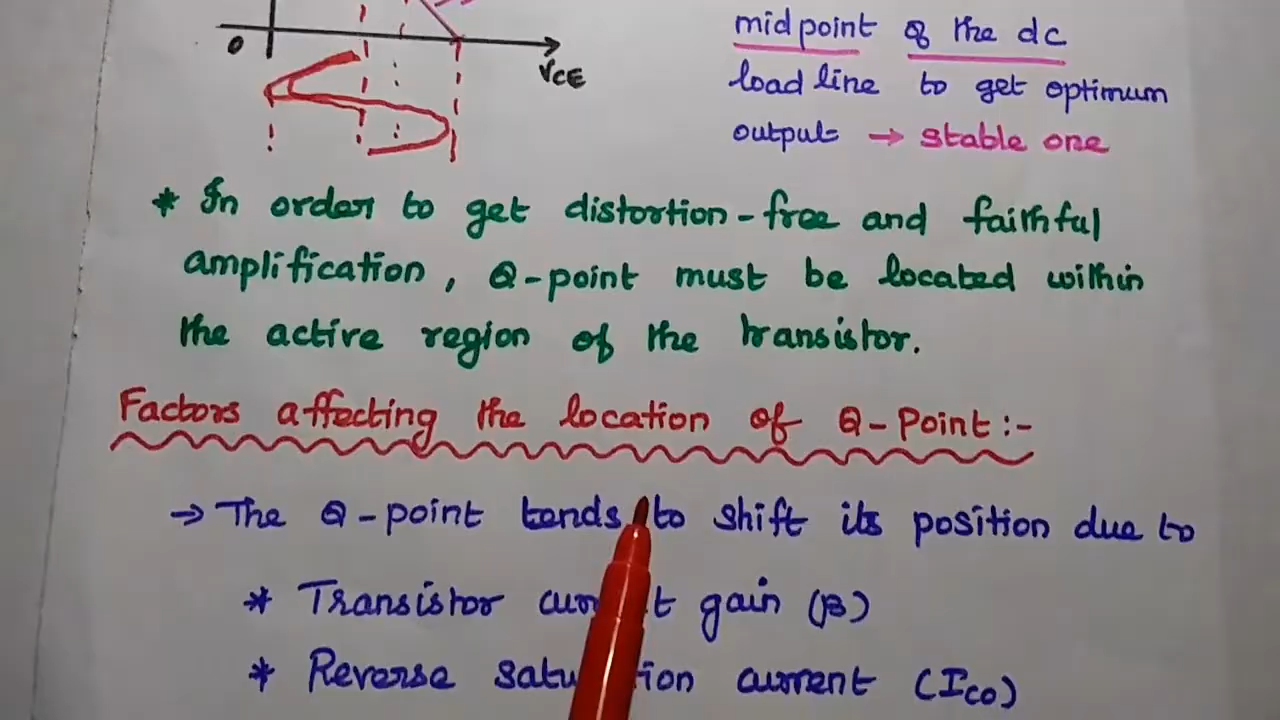 0
VCE
midpoint of the dc
load line to get optimum
output → stable one
* In order to get distortion-free and faithful
amplification, Q-point must be located within
the active region of the transistor.
Factors affecting the location of Q-Point:-
→ The Q-point tends to shift its position due to
* Transistor current gain (β)
* Reverse saturation current (ICO)